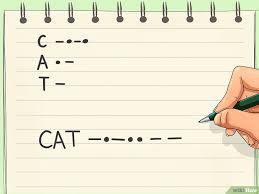 C —•—•
A •—
T —
CAT —•—• •— —
wikiHow